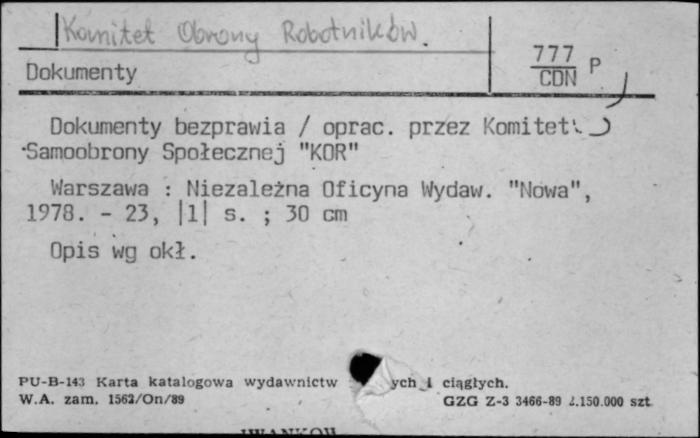 Komitet Obrony Robotników.
777
CDN P
Dokumenty
Dokumenty bezprawia / oprac. przez Komitet
Samoobrony Społecznej "KOR"
Warszawa : Niezależna Oficyna Wydaw. "Nowa",
1978. - 23, |1| s. ; 30 cm
Opis wg okł.
PU-B-143 Karta katalogowa wydawnictw ych i ciągłych.
W.A. zam. 1562/On/89 GZG Z-3 3466-89 2.150.000 szt.